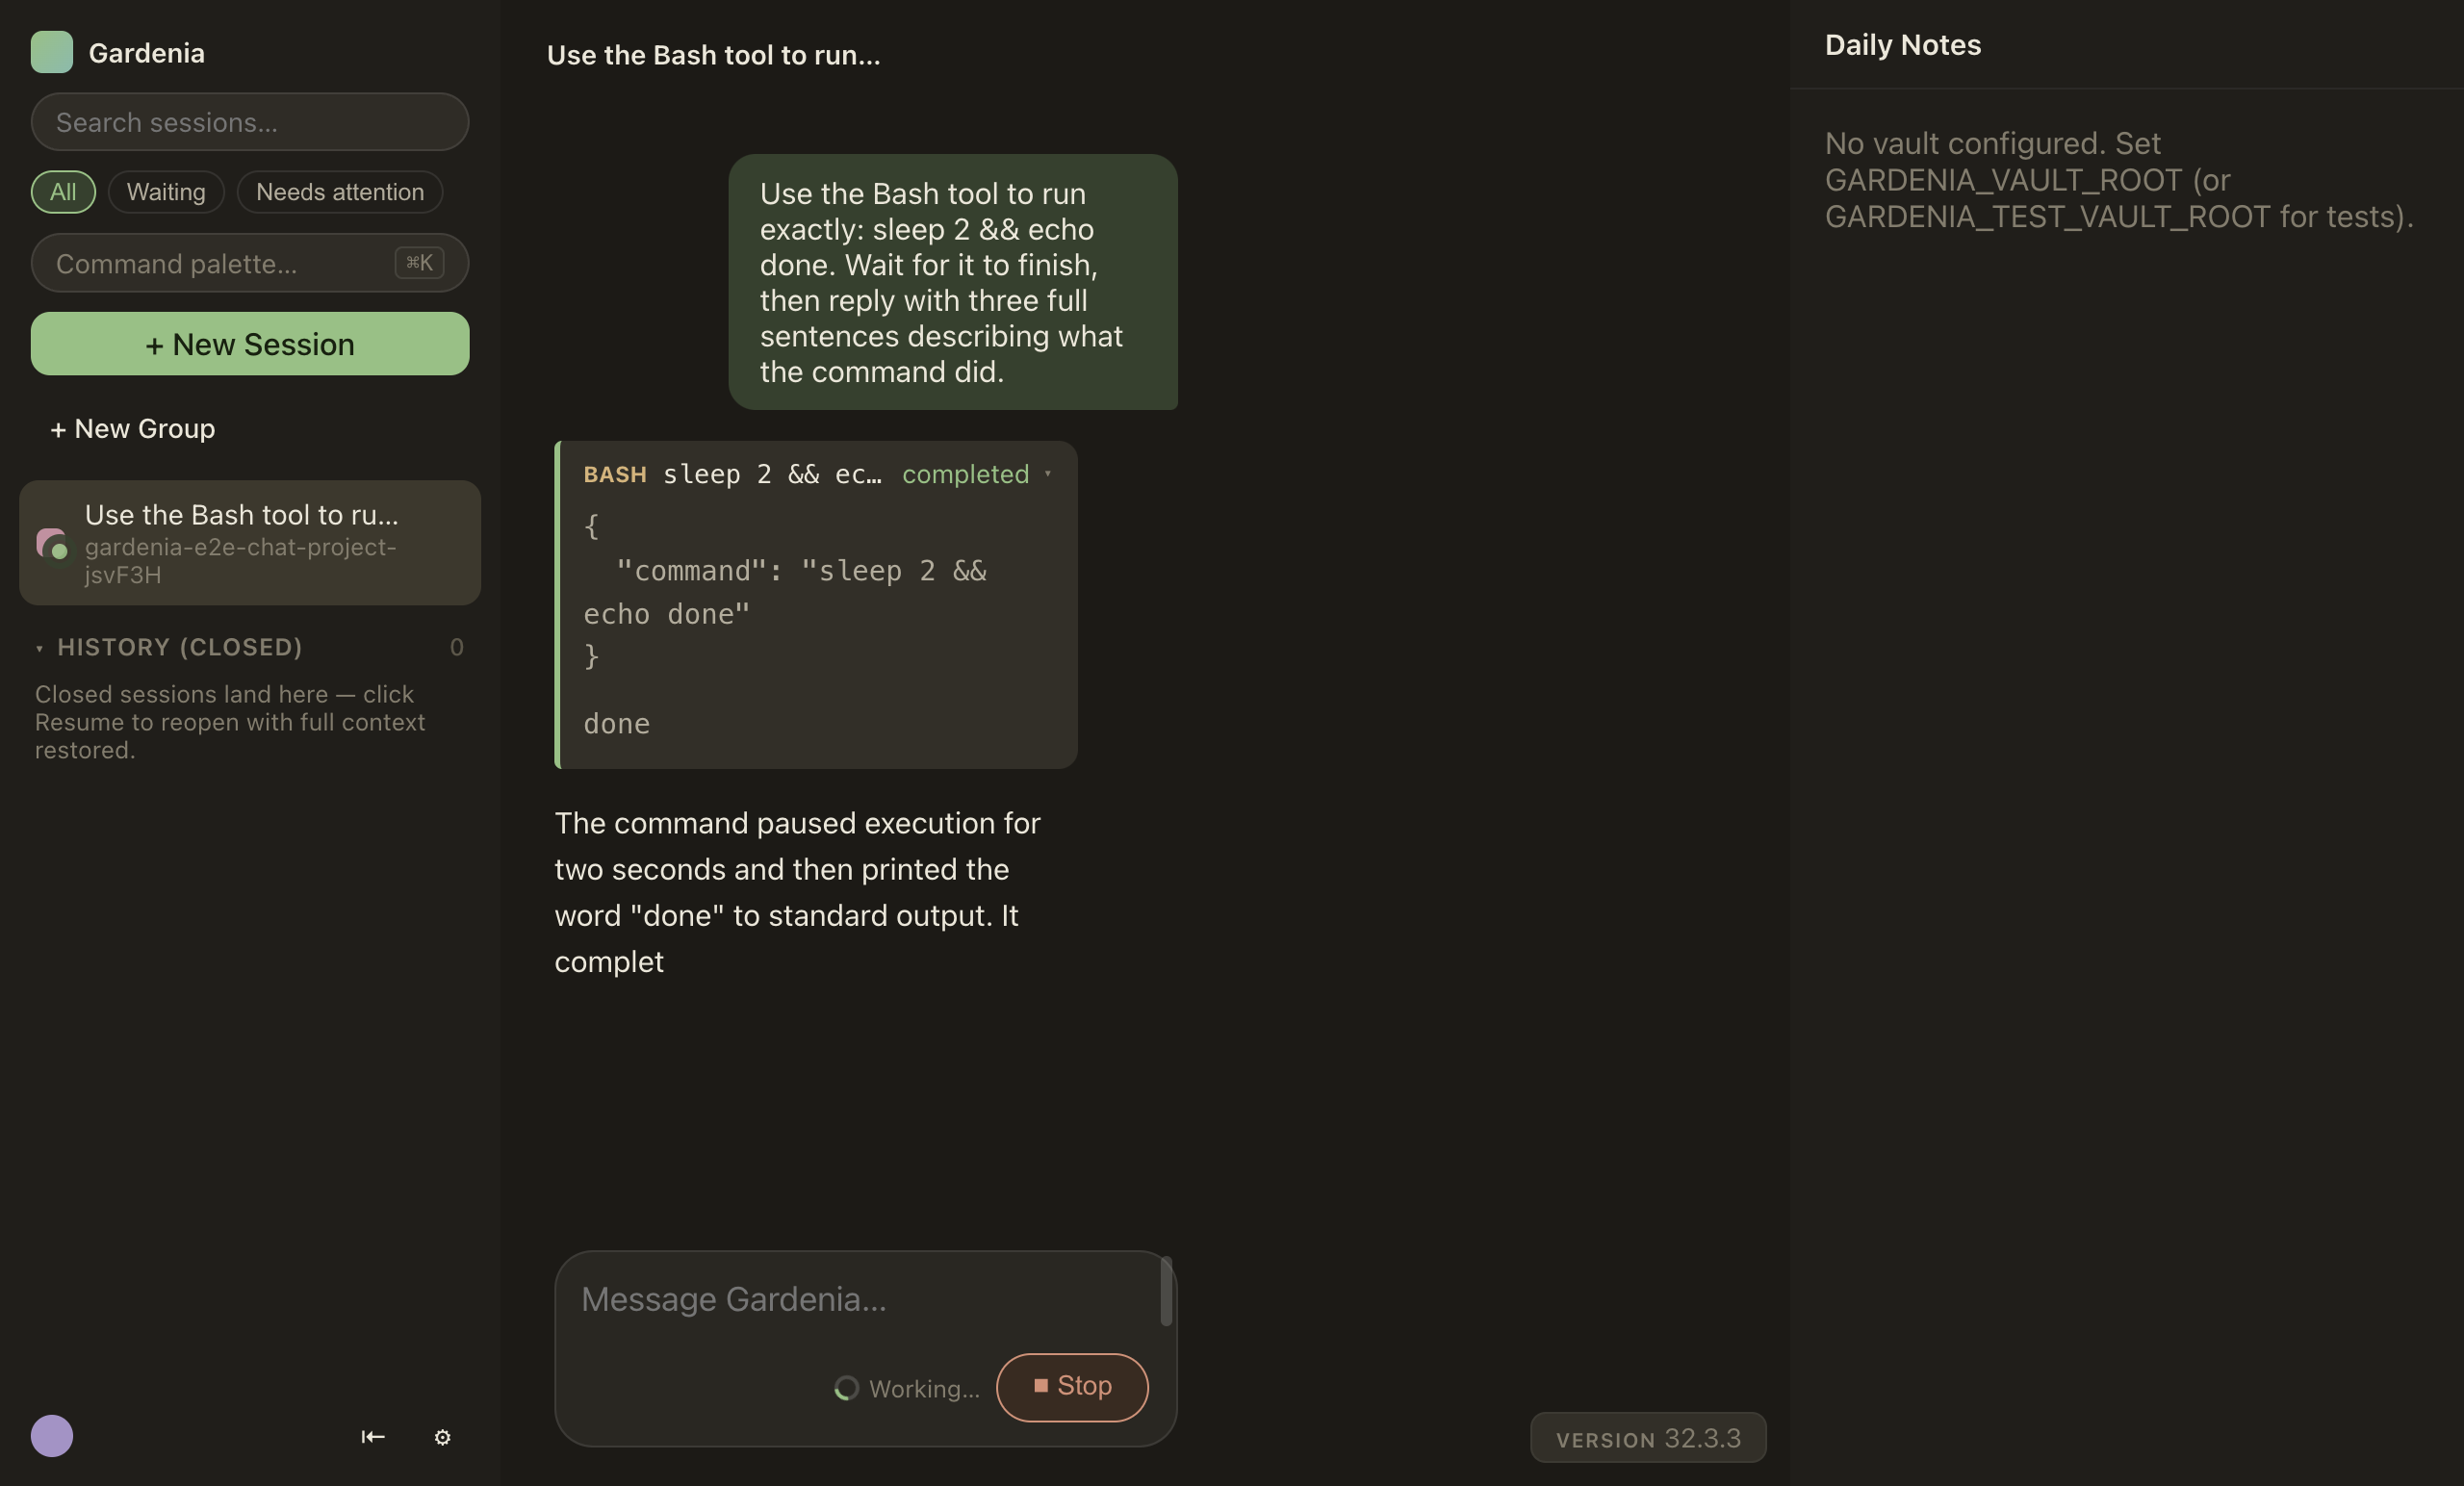 Gardenia
Search sessions...
All
Waiting
Needs attention
Command palette...
⌘K
+ New Session
+ New Group
Use the Bash tool to ru...
gardenia-e2e-chat-project-
jsvF3H
▾ HISTORY (CLOSED) 0
Closed sessions land here — click
Resume to reopen with full context
restored.
Use the Bash tool to run...
Use the Bash tool to run
exactly: sleep 2 && echo
done. Wait for it to finish,
then reply with three full
sentences describing what
the command did.
BASH sleep 2 && ec… completed ▾
{
"command": "sleep 2 &&
echo done"
}
done
The command paused execution for
two seconds and then printed the
word "done" to standard output. It
complet
Message Gardenia...
Working...
Stop
VERSION 32.3.3
Daily Notes
No vault configured. Set
GARDENIA_VAULT_ROOT (or
GARDENIA_TEST_VAULT_ROOT for tests).